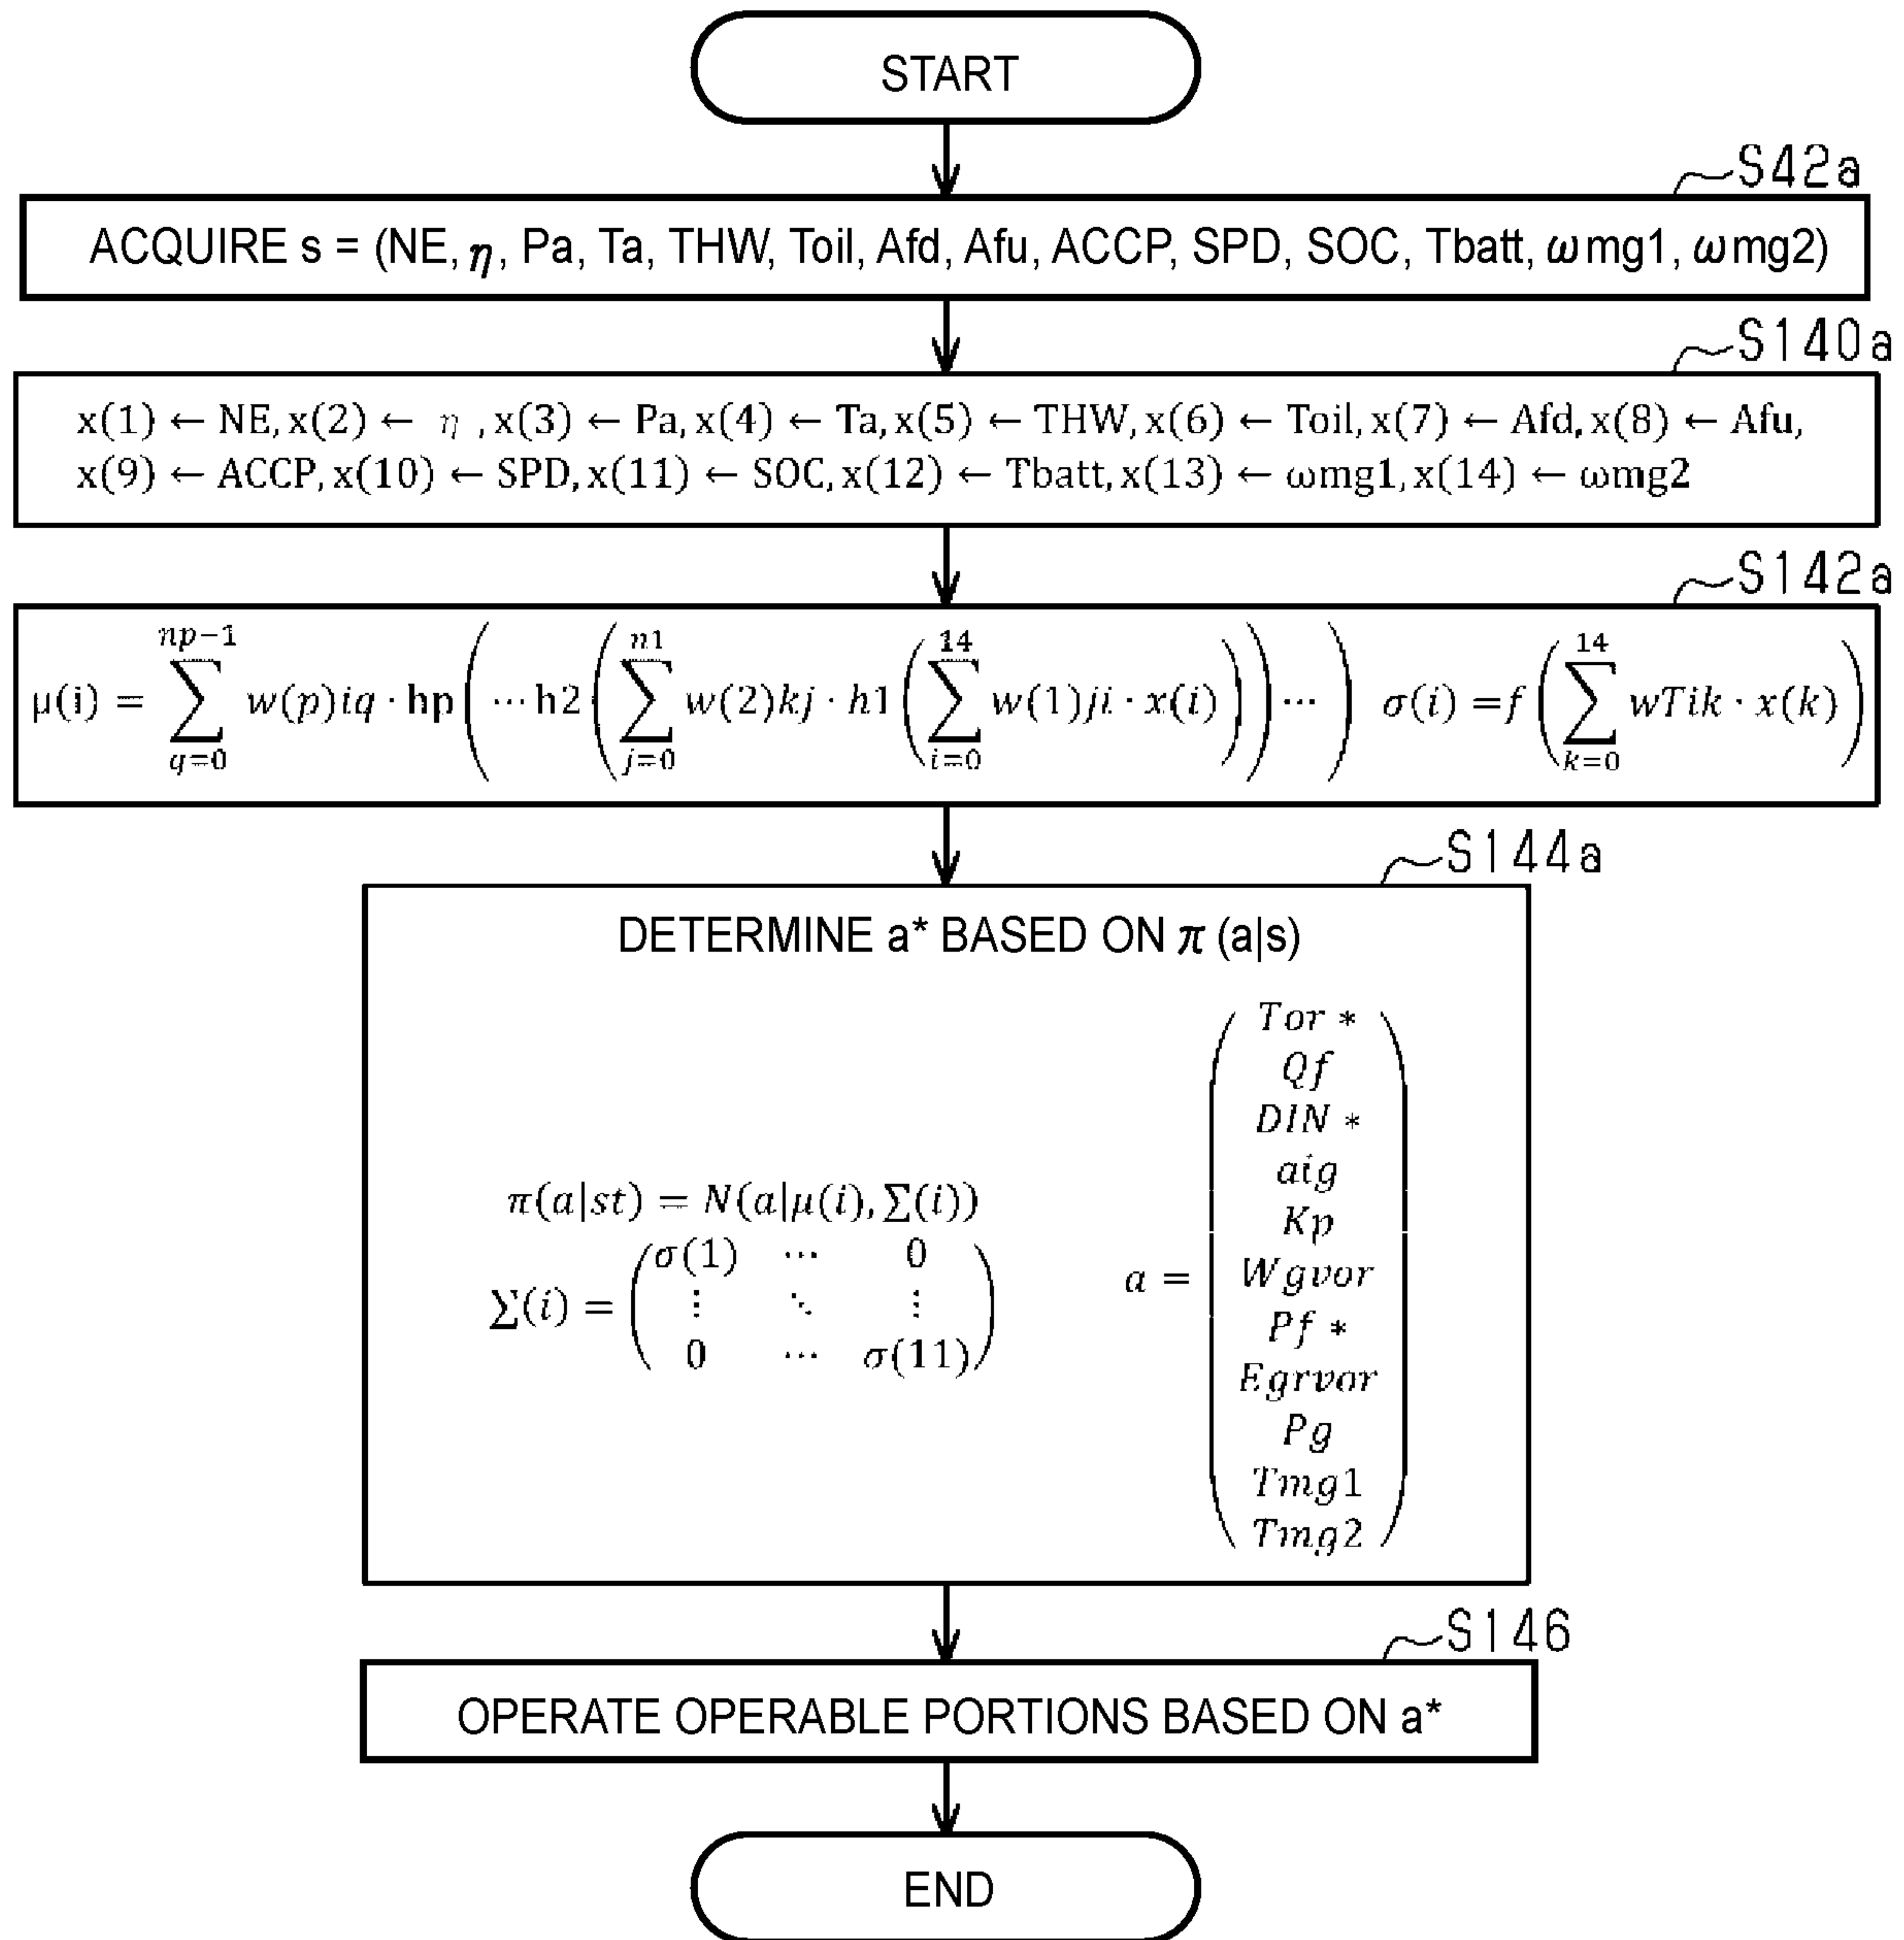 START
S42a
ACQUIRE s = (NE, η, Pa, Ta, THW, Toil, Afd, Afu, ACCP, SPD, SOC, Tbatt, ωmg1, ωmg2)
S140a
x(1) ← NE, x(2) ← η , x(3) ← Pa, x(4) ← Ta, x(5) ← THW, x(6) ← Toil, x(7) ← Afd, x(8) ← Afu,
x(9) ← ACCP, x(10) ← SPD, x(11) ← SOC, x(12) ← Tbatt, x(13) ← ωmg1, x(14) ← ωmg2
S142a
np−1 n1 14 14
μ(i) = ∑ w(p)iq · hp( ⋯ h2( ∑ w(2)kj · h1( ∑ w(1)ji · x(i) ) ) ⋯ ) σ(i) = f( ∑ wTik · x(k) )
q=0 j=0 i=0 k=0
S144a
DETERMINE a* BASED ON π (a|s)
π(a|st) = N(a|μ(i), ∑(i))
σ(1) ⋯ 0
∑(i) = ( ⋮ ⋱ ⋮ )
0 ⋯ σ(11)
a =
Tor *
Qf
DIN *
aig
Kp
Wgvor
Pf *
Egrvor
Pg
Tmg1
Tmg2
S146
OPERATE OPERABLE PORTIONS BASED ON a*
END